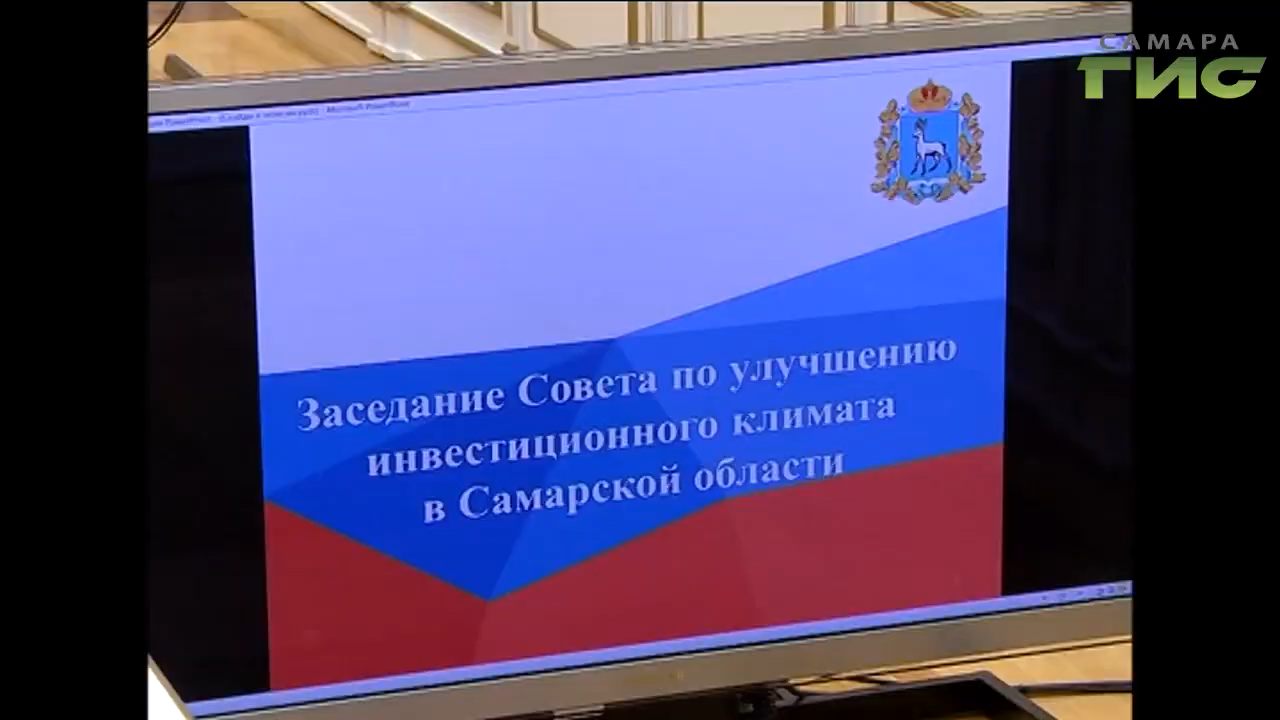 САМАРА
ГИС
Заседание Совета по улучшению
инвестиционного климата
в Самарской области